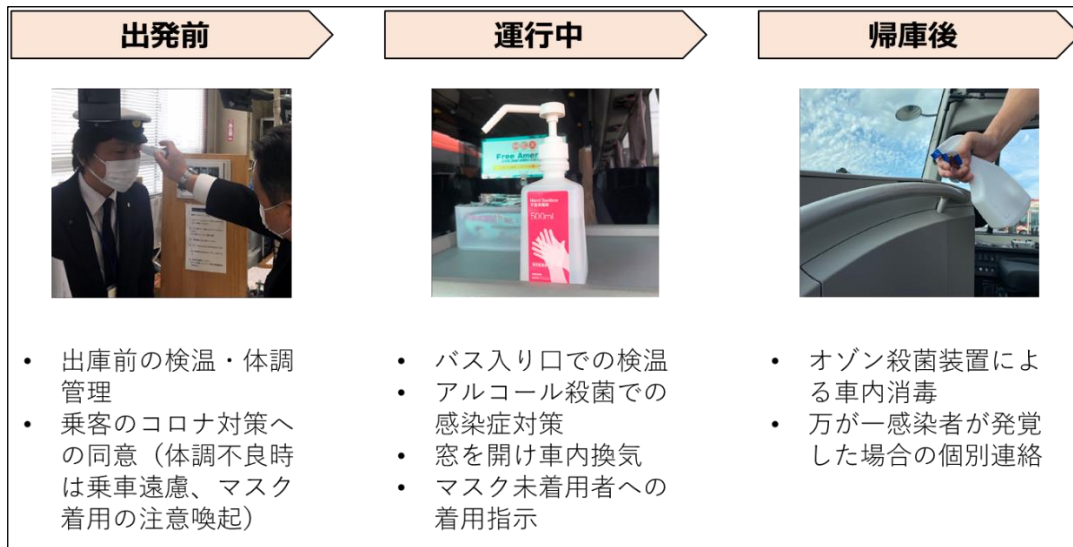 出発前
運行中
帰庫後
Free Amer
Hand Sanitizer
500ml
• 出庫前の検温・体調
管理
• 乗客のコロナ対策へ
の同意（体調不良時
は乗車遠慮、マスク
着用の注意喚起）
• バス入り口での検温
• アルコール殺菌での
感染症対策
• 窓を開け車内換気
• マスク未着用者への
着用指示
• オゾン殺菌装置によ
る車内消毒
• 万が一感染者が発覚
した場合の個別連絡